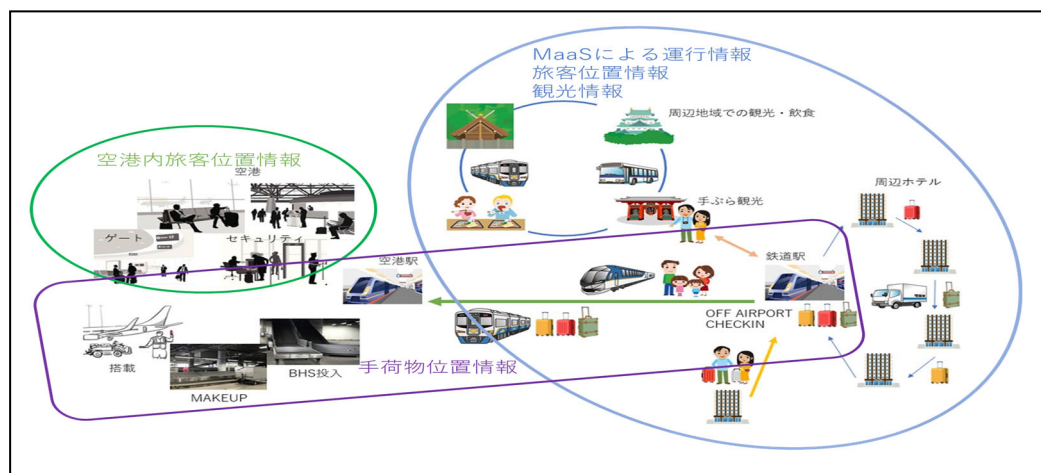 MaaSによる運行情報
旅客位置情報
観光情報
周辺地域での観光・飲食
空港内旅客位置情報
空港
周辺ホテル
手ぶら観光
ゲート
セキュリティ
空港駅
鉄道駅
OFF AIRPORT
CHECKIN
手荷物位置情報
搭載
BHS投入
MAKEUP